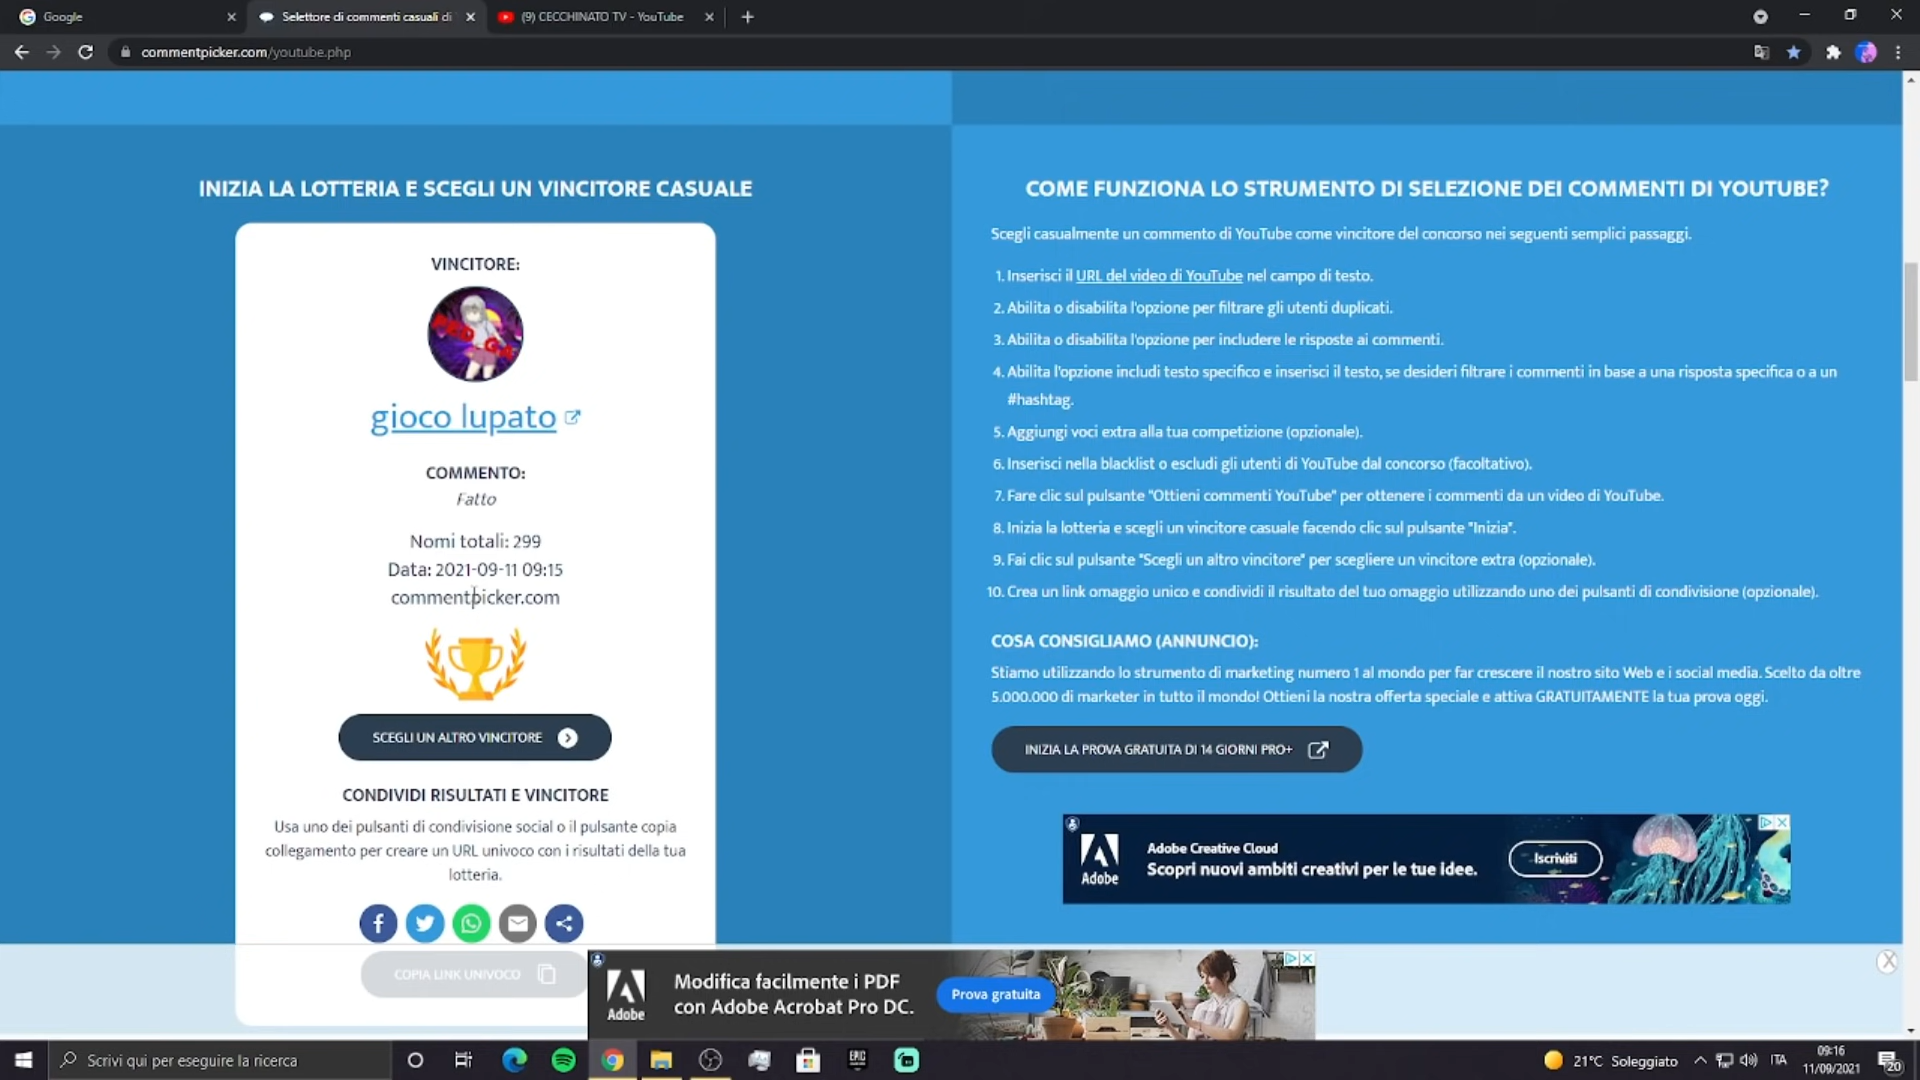 Google
Selettore di commenti casuali di
(9) CECCHINATO TV - YouTube
commentpicker.com/youtube.php
INIZIA LA LOTTERIA E SCEGLI UN VINCITORE CASUALE
VINCITORE:
gioco lupato
COMMENTO:
Fatto
Nomi totali: 299
Data: 2021-09-11 09:15
commentpicker.com
SCEGLI UN ALTRO VINCITORE
CONDIVIDI RISULTATI E VINCITORE
Usa uno dei pulsanti di condivisione social o il pulsante copia
collegamento per creare un URL univoco con i risultati della tua
lotteria.
COPIA LINK UNIVOCO
COME FUNZIONA LO STRUMENTO DI SELEZIONE DEI COMMENTI DI YOUTUBE?
Scegli casualmente un commento di YouTube come vincitore del concorso nei seguenti semplici passaggi.
1. Inserisci il URL del video di YouTube nel campo di testo.
2. Abilita o disabilita l'opzione per filtrare gli utenti duplicati.
3. Abilita o disabilita l'opzione per includere le risposte ai commenti.
4. Abilita l'opzione includi testo specifico e inserisci il testo, se desideri filtrare i commenti in base a una risposta specifica o a un
#hashtag.
5. Aggiungi voci extra alla tua competizione (opzionale).
6. Inserisci nella blacklist o escludi gli utenti di YouTube dal concorso (facoltativo).
7. Fare clic sul pulsante "Ottieni commenti YouTube" per ottenere i commenti da un video di YouTube.
8. Inizia la lotteria e scegli un vincitore casuale facendo clic sul pulsante "Inizia".
9. Fai clic sul pulsante "Scegli un altro vincitore" per scegliere un vincitore extra (opzionale).
10. Crea un link omaggio unico e condividi il risultato del tuo omaggio utilizzando uno dei pulsanti di condivisione (opzionale).
COSA CONSIGLIAMO (ANNUNCIO):
Stiamo utilizzando lo strumento di marketing numero 1 al mondo per far crescere il nostro sito Web e i social media. Scelto da oltre
5.000.000 di marketer in tutto il mondo! Ottieni la nostra offerta speciale e attiva GRATUITAMENTE la tua prova oggi.
INIZIA LA PROVA GRATUITA DI 14 GIORNI PRO+
Adobe
Adobe Creative Cloud
Scopri nuovi ambiti creativi per le tue idee.
Iscriviti
Adobe
Modifica facilmente i PDF
con Adobe Acrobat Pro DC.
Prova gratuita
Scrivi qui per eseguire la ricerca
EPIC
21°C Soleggiato
ITA
09:16
11/09/2021
20